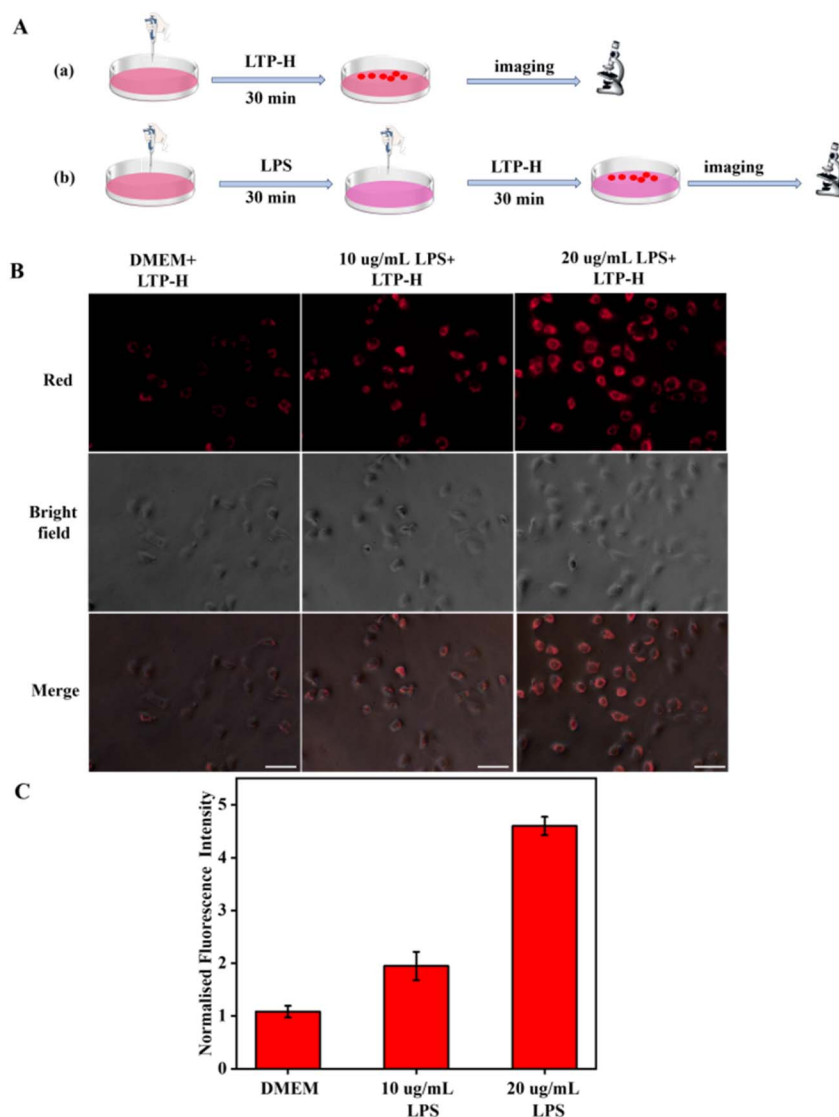 A
(a)
LTP-H
30 min
imaging
(b)
LPS
30 min
LTP-H
30 min
imaging
B
DMEM+
LTP-H
10 ug/mL LPS+
LTP-H
20 ug/mL LPS+
LTP-H
Red
Bright
field
Merge
C
Normalised Fluorescence Intensity
5
4
3
2
1
0
DMEM
10 ug/mL
LPS
20 ug/mL
LPS